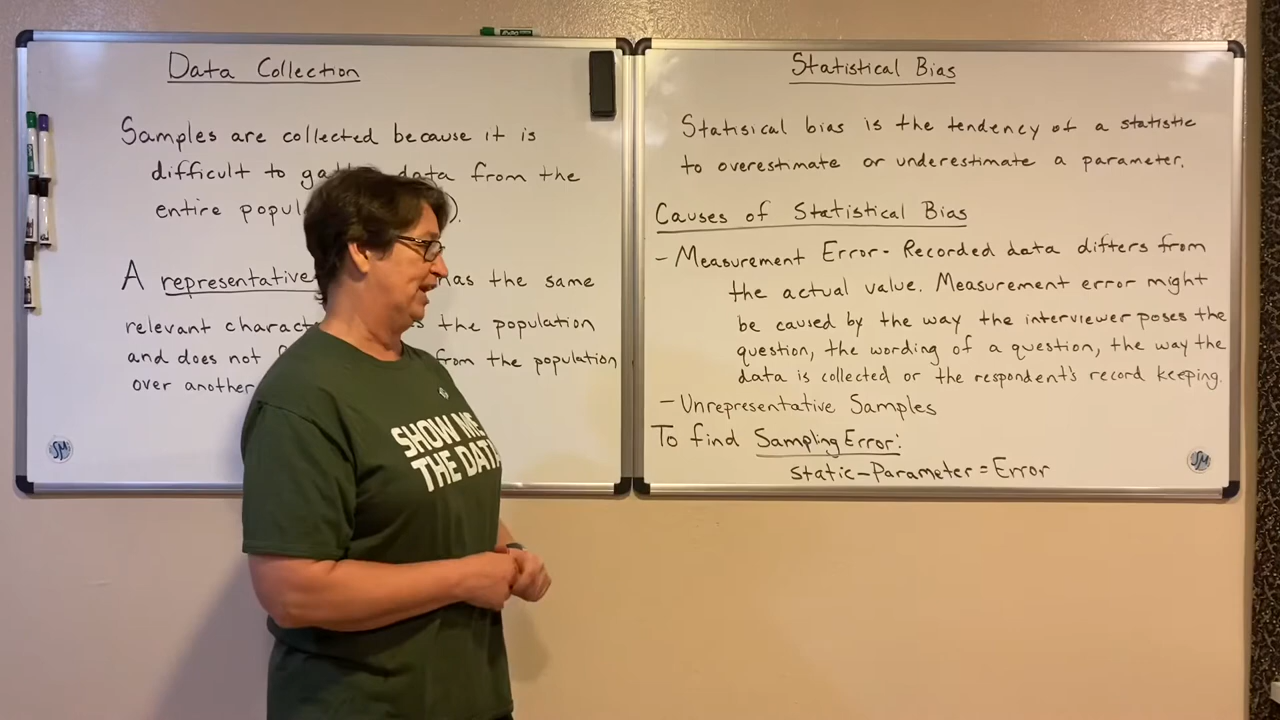 Data Collection
Samples are collected because it is
difficult to data from the
entire ).
A representative has the same
relevant the population
and does not from the population
over another
SM
Statistical Bias
Statisical bias is the tendency of a statistic
to overestimate or underestimate a parameter.
Causes of Statistical Bias
- Measurement Error - Recorded data differs from
the actual value. Measurement error might
be caused by the way the interviewer poses the
question, the wording of a question, the way the
data is collected or the respondent's record keeping.
- Unrepresentative Samples
To find Sampling Error:
static - Parameter = Error
SM
SHOW ME
THE DATA